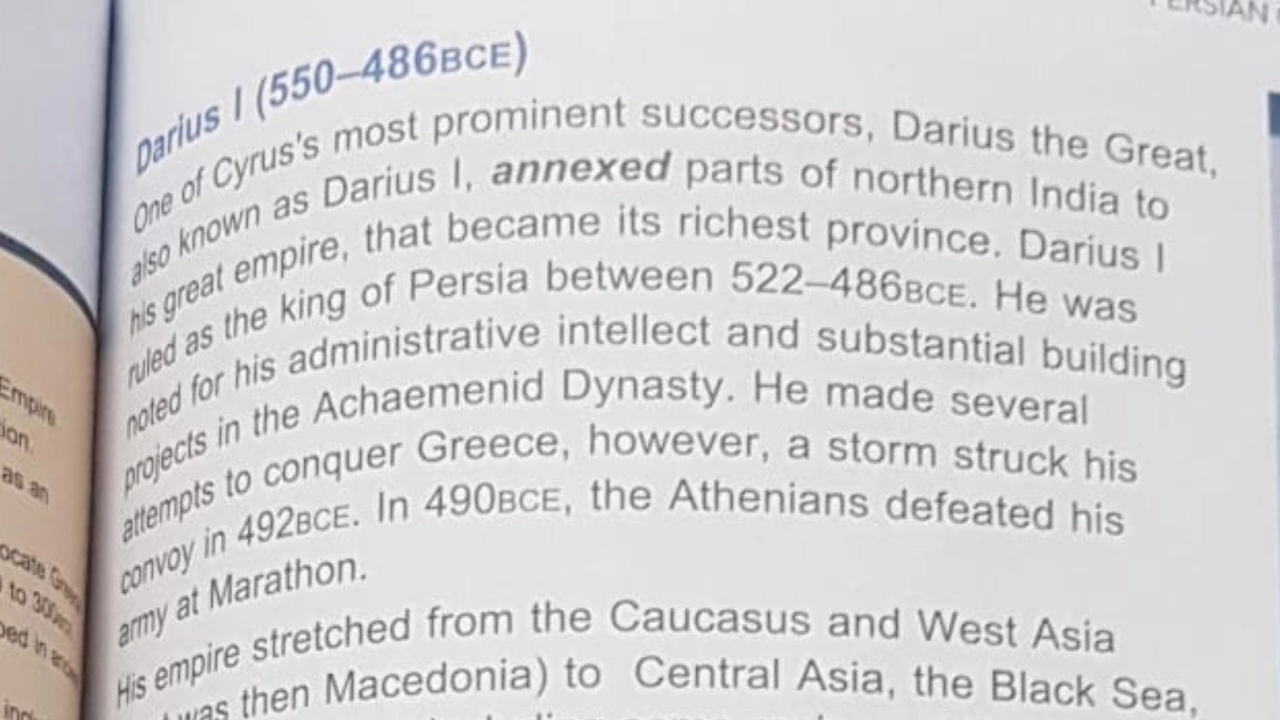 PERSIAN
Darius I (550–486BCE)
One of Cyrus's most prominent successors, Darius the Great,
also known as Darius I, annexed parts of northern India to
his great empire, that became its richest province. Darius I
ruled as the king of Persia between 522–486BCE. He was
noted for his administrative intellect and substantial building
projects in the Achaemenid Dynasty. He made several
attempts to conquer Greece, however, a storm struck his
convoy in 492BCE. In 490BCE, the Athenians defeated his
army at Marathon.
His empire stretched from the Caucasus and West Asia
was then Macedonia) to Central Asia, the Black Sea,
Empire
ion.
as an
ocate
to
ped in